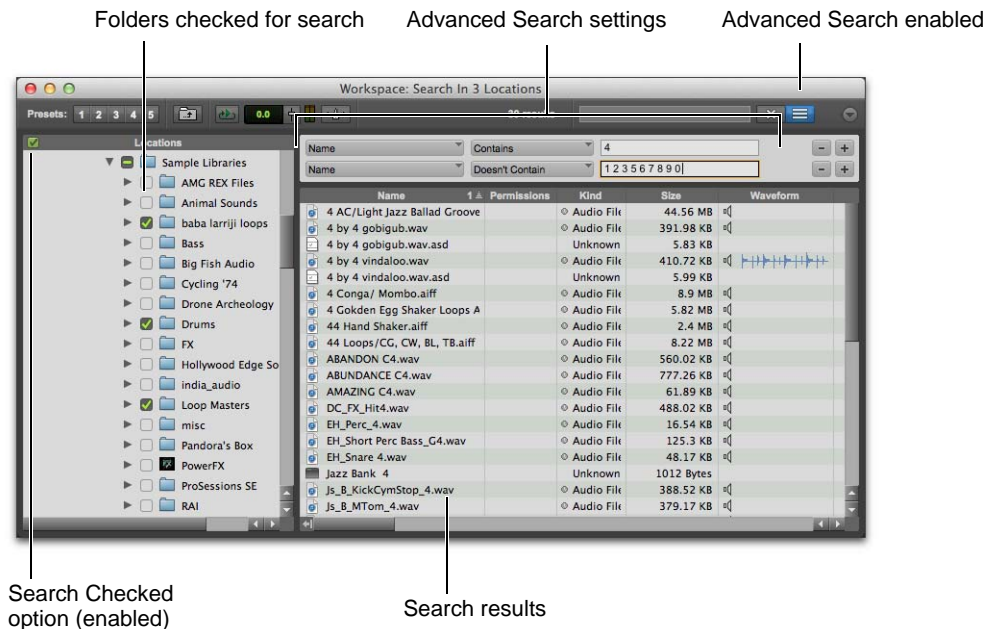 Folders checked for search
Advanced Search settings
Advanced Search enabled
Workspace: Search In 3 Locations
Presets: 1 2 3 4 5
0.0
Locations
Sample Libraries
AMG REX Files
Animal Sounds
baba larriji loops
Bass
Big Fish Audio
Cycling '74
Drone Archeology
Drums
FX
Hollywood Edge So
india_audio
Loop Masters
misc
Pandora's Box
PowerFX
ProSessions SE
RAI
Name Contains 4 - +
Name Doesn't Contain 1 2 3 5 6 7 8 9 0 - +
Name 1 Permissions Kind Size Waveform
4 AC/Light Jazz Ballad Groove Audio File 44.56 MB
4 by 4 gobigub.wav Audio File 391.98 KB
4 by 4 gobigub.wav.asd Unknown 5.83 KB
4 by 4 vindaloo.wav Audio File 410.72 KB
4 by 4 vindaloo.wav.asd Unknown 5.99 KB
4 Conga/ Mombo.aiff Audio File 8.9 MB
4 Gokden Egg Shaker Loops A Audio File 5.82 MB
44 Hand Shaker.aiff Audio File 2.4 MB
44 Loops/CG, CW, BL, TB.aiff Audio File 8.22 MB
ABANDON C4.wav Audio File 560.02 KB
ABUNDANCE C4.wav Audio File 777.26 KB
AMAZING C4.wav Audio File 61.89 KB
DC_FX_Hit4.wav Audio File 488.02 KB
EH_Perc_4.wav Audio File 16.54 KB
EH_Short Perc Bass_G4.wav Audio File 125.3 KB
EH_Snare 4.wav Audio File 48.17 KB
Jazz Bank 4 Unknown 1012 Bytes
Js_B_KickCymStop_4.wav Audio File 388.52 KB
Js_B_MTom_4.wav Audio File 379.17 KB
Search Checked
option (enabled)
Search results